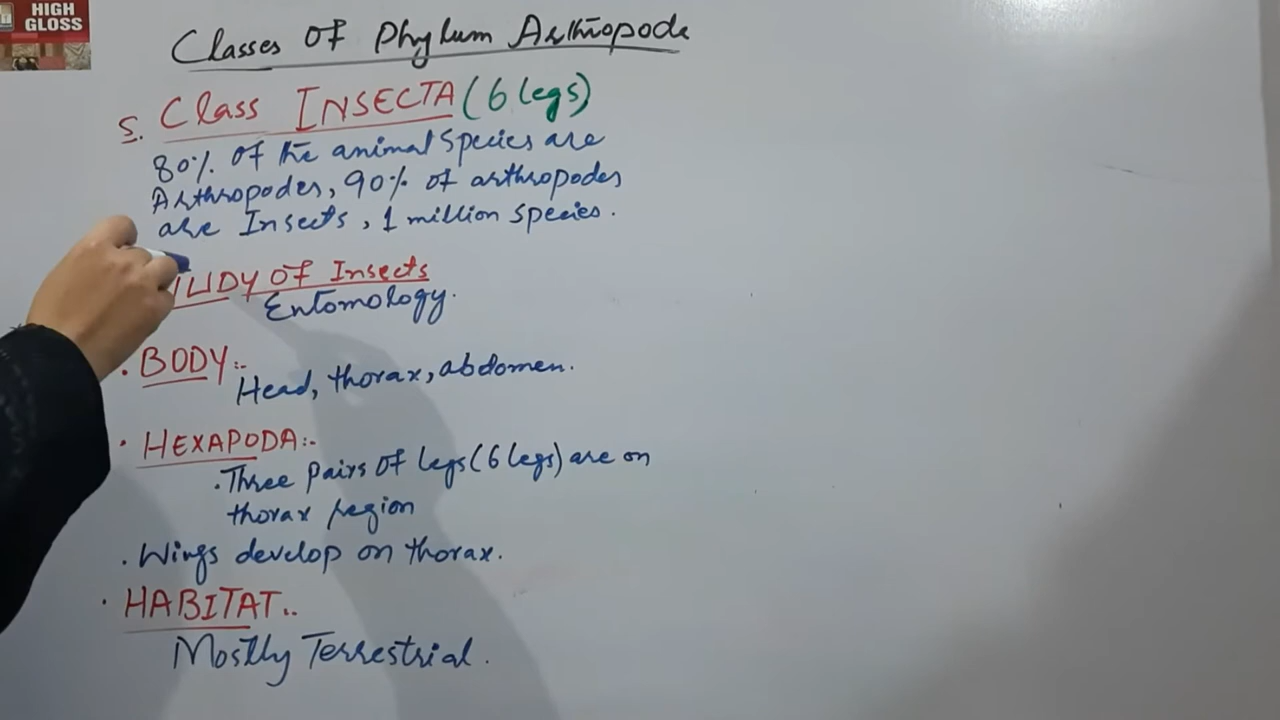 HIGH
GLOSS
Classes Of Phylum Arthropoda
5. Class INSECTA (6 legs)
80% Of the animal Species are
Arthropodes, 90% of arthropodes
are Insects, 1 million Species.
TUDY Of Insects
Entomology.
. BODY:-
Head, thorax, abdomen.
. HEXAPODA:-
. Three pairs Of legs (6 legs) are on
thorax region
. Wings develop on thorax.
. HABITAT:.
Mostly Terrestrial.